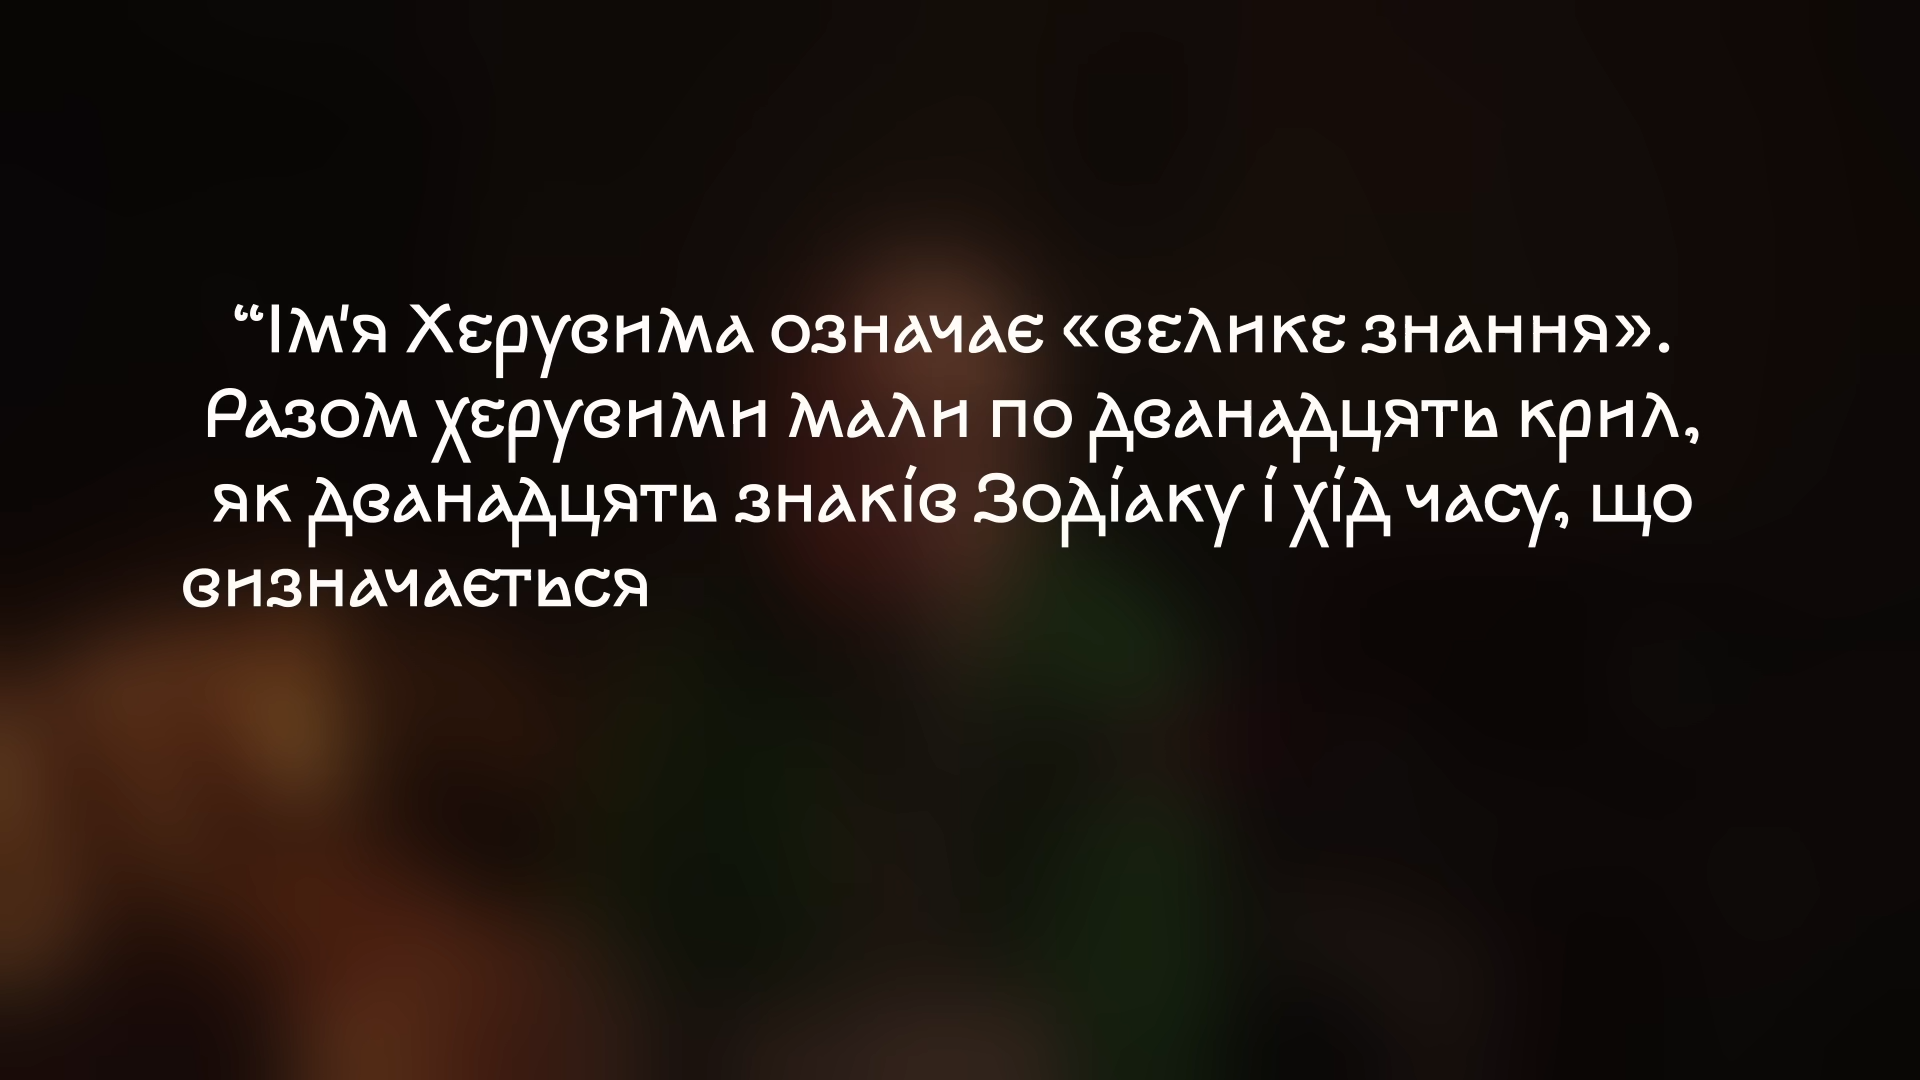 “Ім'я Херувима означає «велике знання».
Разом херувими мали по дванадцять крил,
як дванадцять знаків Зодіаку і хід часу, що
визначається